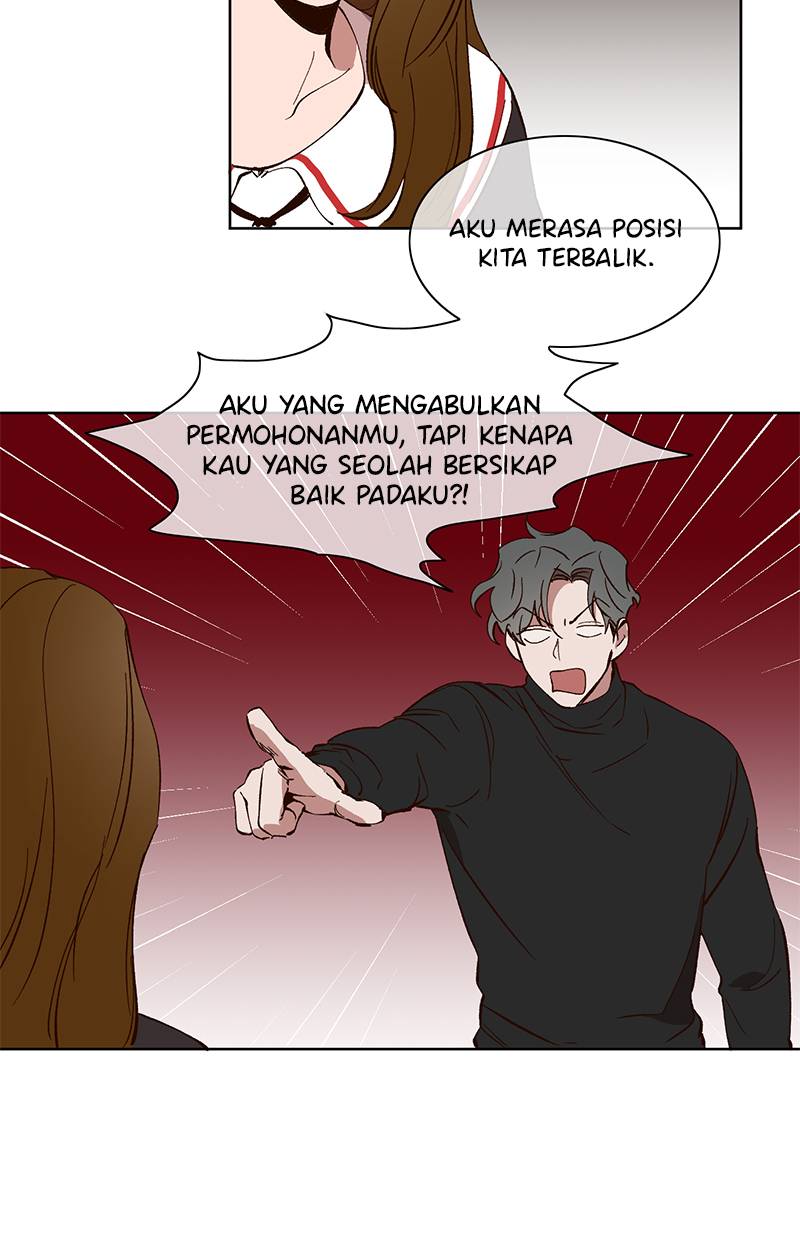 AKU MERASA POSISI
KITA TERBALIK.
AKU YANG MENGABULKAN
PERMOHONANMU, TAPI KENAPA
KAU YANG SEOLAH BERSIKAP
BAIK PADAKU?!